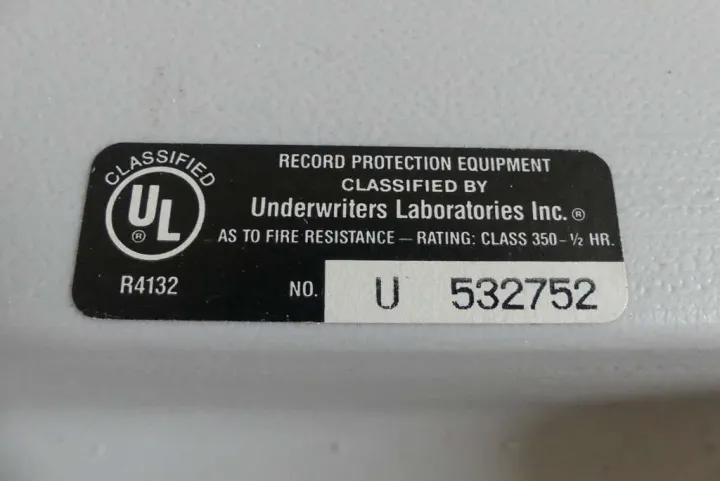 CLASSIFIED
UL®
R4132
RECORD PROTECTION EQUIPMENT
CLASSIFIED BY
Underwriters Laboratories Inc.®
AS TO FIRE RESISTANCE — RATING: CLASS 350-½ HR.
NO. U 532752